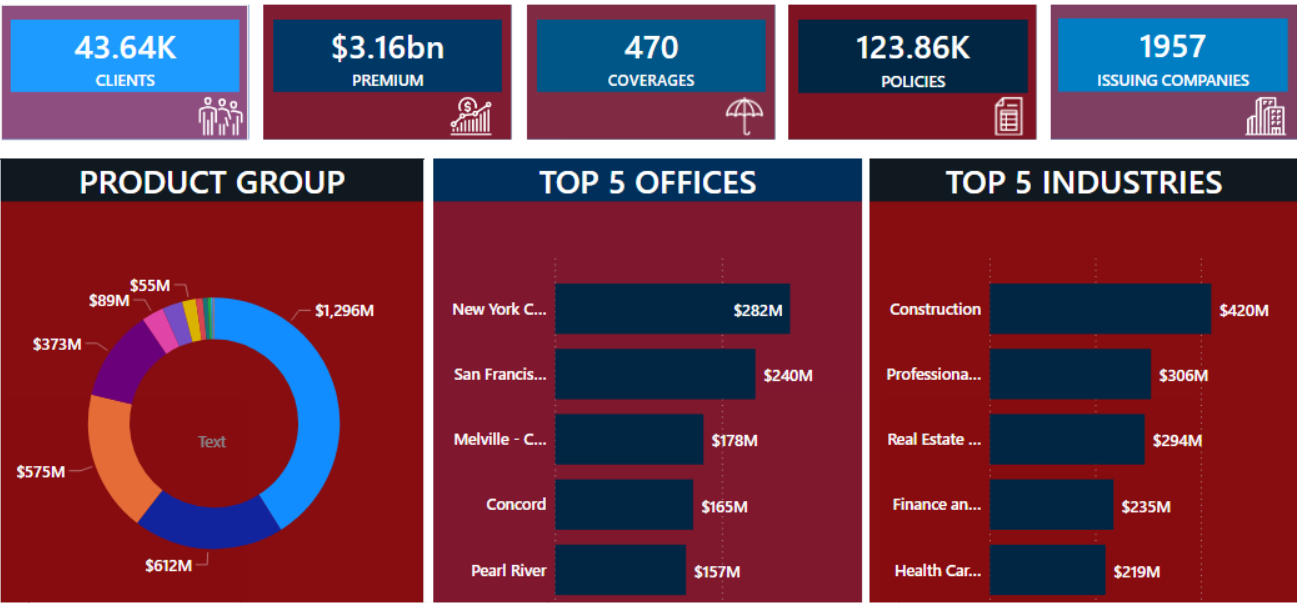 43.64K
CLIENTS
$3.16bn
PREMIUM
470
COVERAGES
123.86K
POLICIES
1957
ISSUING COMPANIES
PRODUCT GROUP
$55M
$89M
$1,296M
$373M
Text
$575M
$612M
TOP 5 OFFICES
New York C... $282M
San Francis... $240M
Melville - C... $178M
Concord $165M
Pearl River $157M
TOP 5 INDUSTRIES
Construction $420M
Professiona... $306M
Real Estate ... $294M
Finance an... $235M
Health Car... $219M